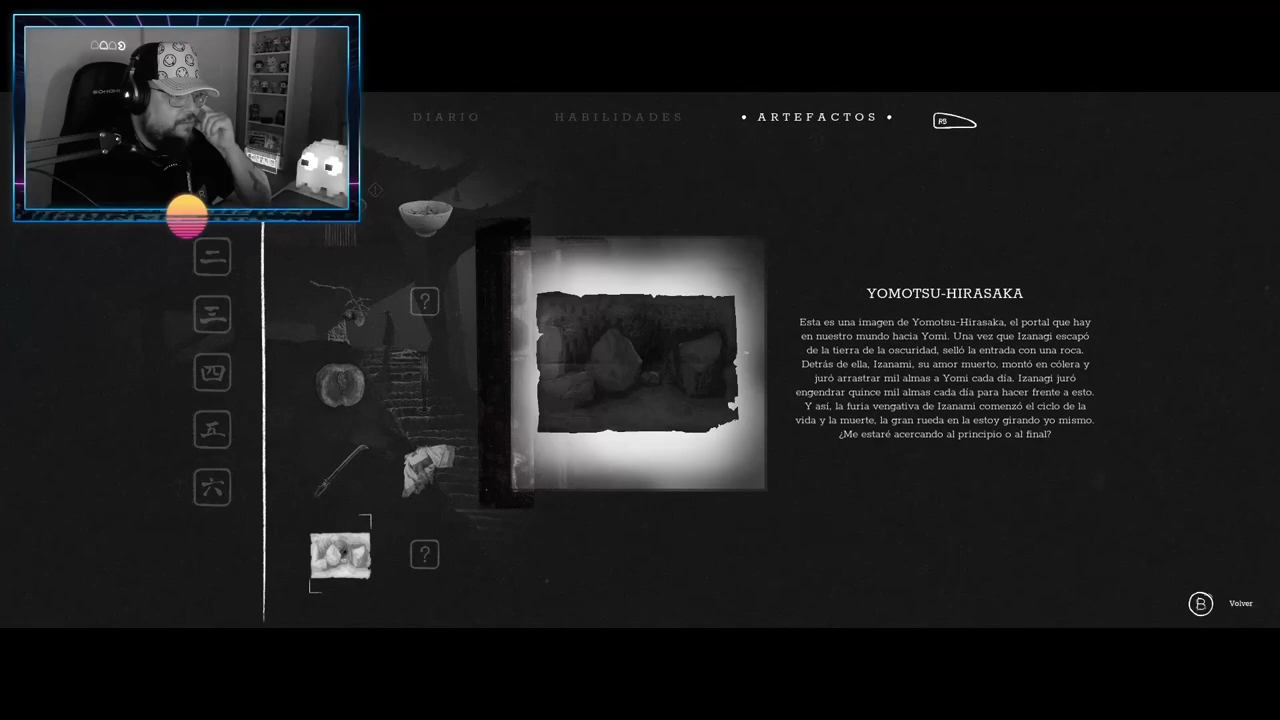 DIARIO
HABILIDADES
• ARTEFACTOS •
RB
二
三
四
五
六
?
?
YOMOTSU-HIRASAKA
Esta es una imagen de Yomotsu-Hirasaka, el portal que hay
en nuestro mundo hacia Yomi. Una vez que Izanagi escapó
de la tierra de la oscuridad, selló la entrada con una roca.
Detrás de ella, Izanami, su amor muerto, montó en cólera y
juró arrastrar mil almas a Yomi cada día. Izanagi juró
engendrar quince mil almas cada día para hacer frente a esto.
Y así, la furia vengativa de Izanami comenzó el ciclo de la
vida y la muerte, la gran rueda en la estoy girando yo mismo.
¿Me estaré acercando al principio o al final?
B
Volver